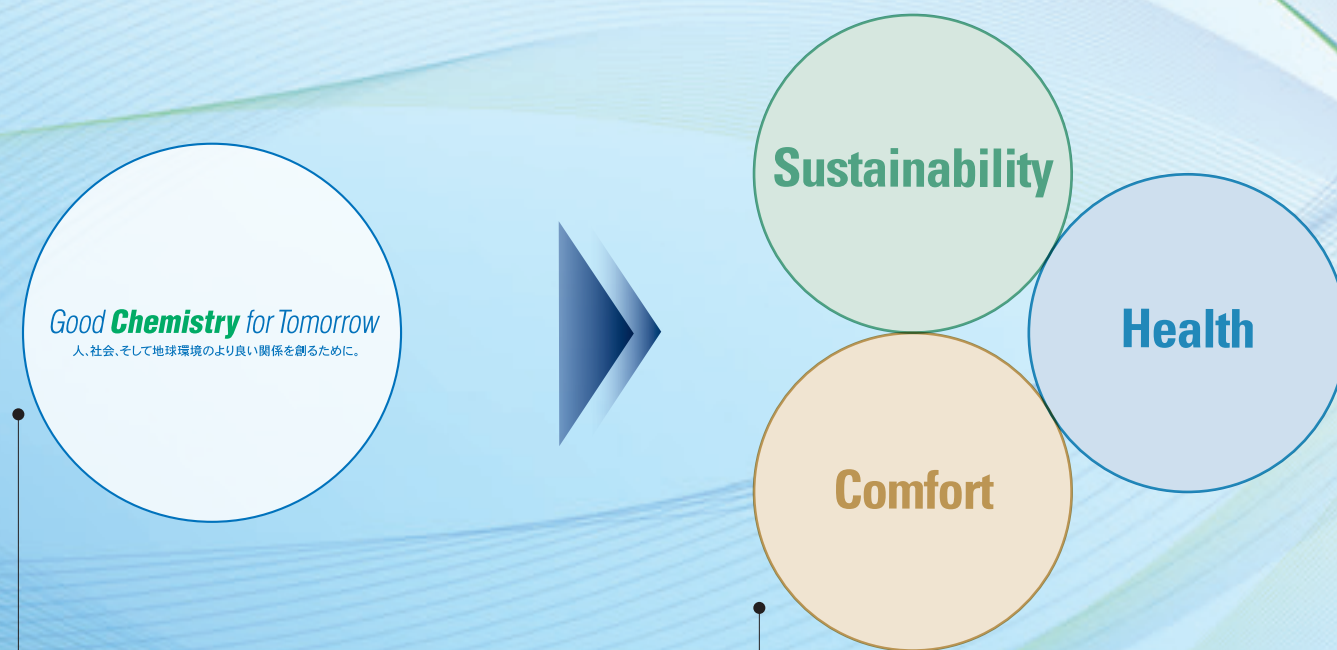 Good Chemistry for Tomorrow
人、社会、そして地球環境のより良い関係を創るために。
Sustainability
Health
Comfort